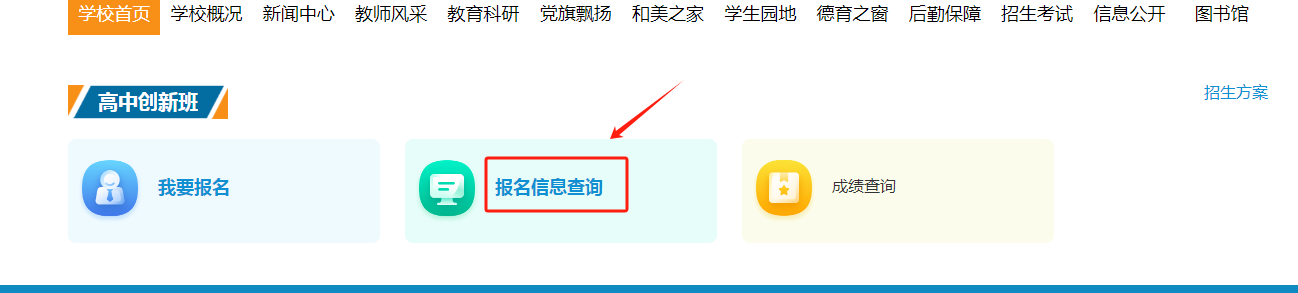 学校首页 学校概况 新闻中心 教师风采 教育科研 党旗飘扬 和美之家 学生园地 德育之窗 后勤保障 招生考试 信息公开 图书馆
高中创新班 招生方案
我要报名 报名信息查询 成绩查询